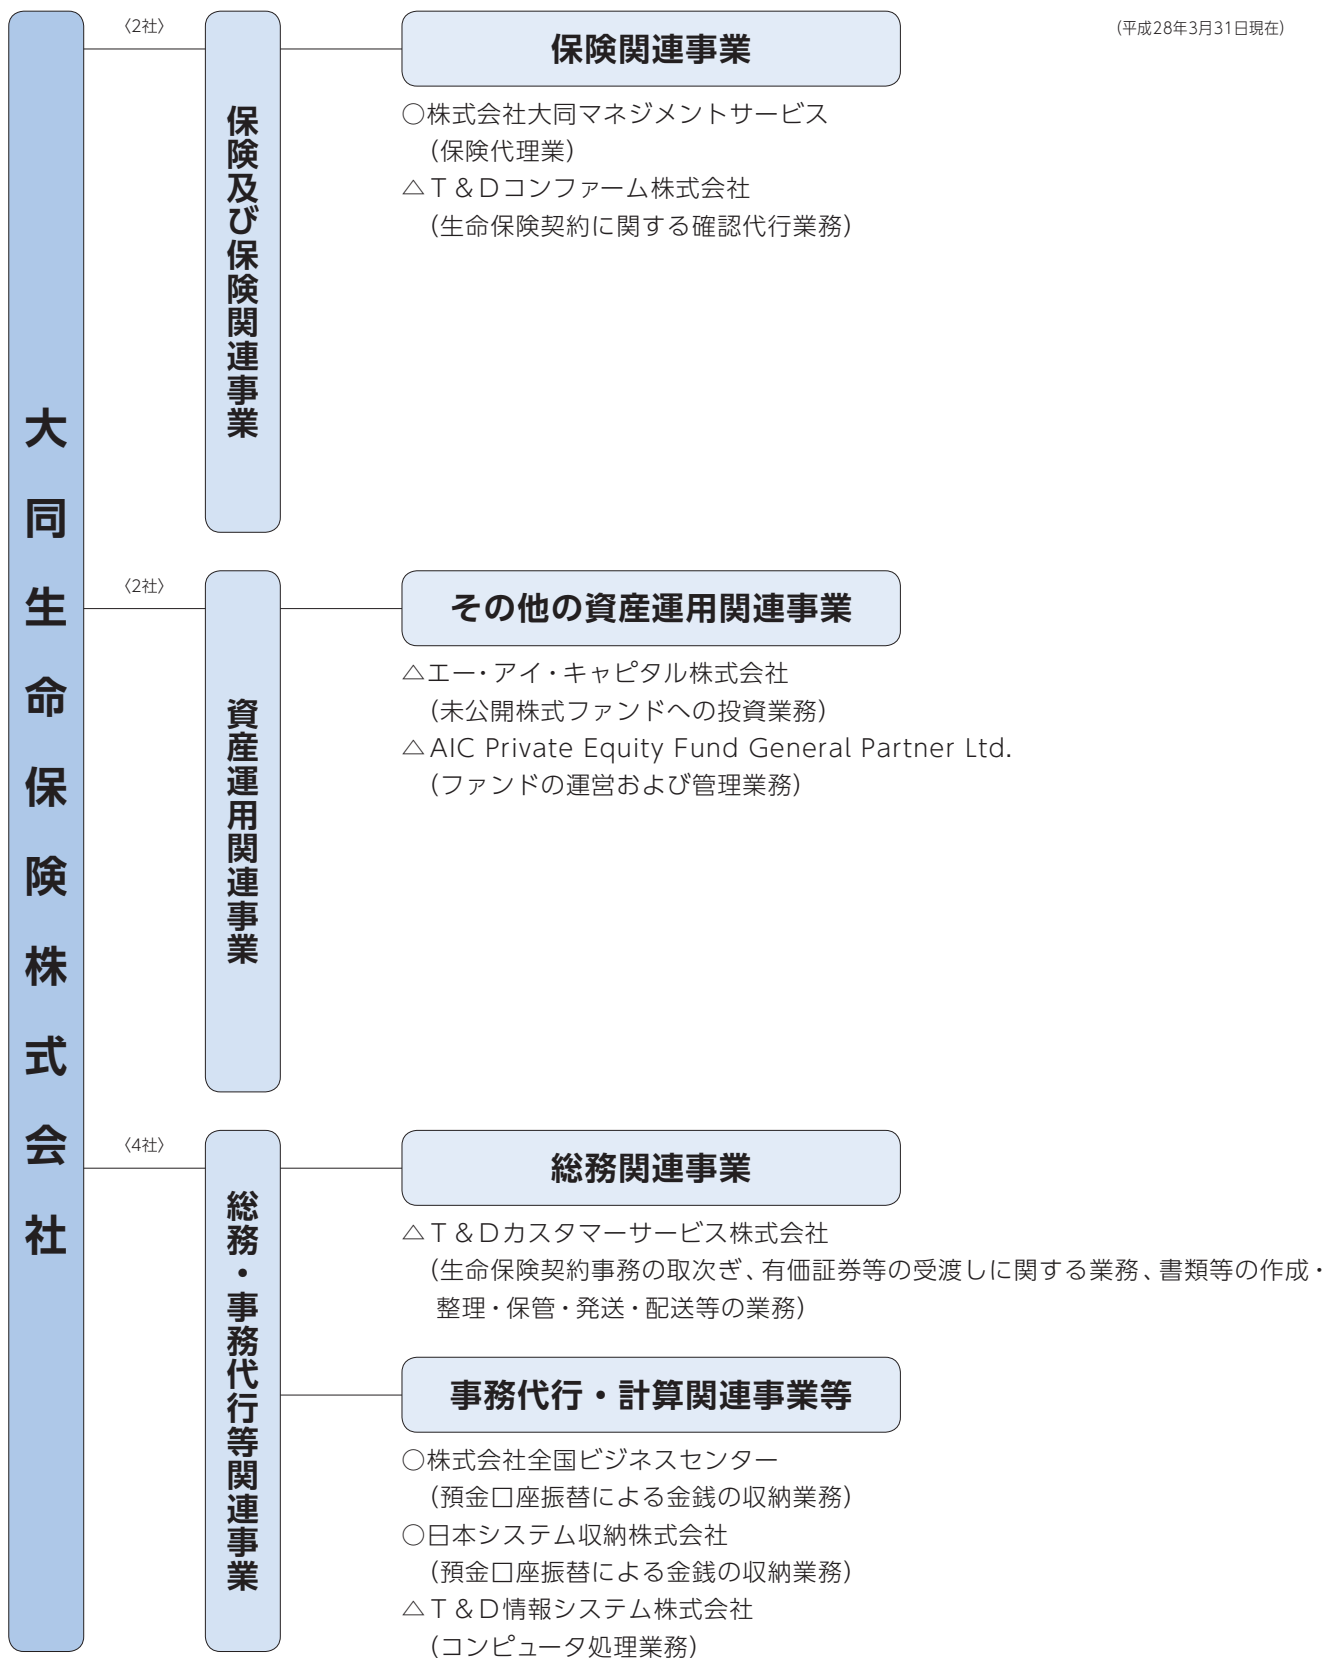 (平成28年3月31日現在)
大同生命保険株式会社
〈2社〉
保険及び保険関連事業
保険関連事業
○株式会社大同マネジメントサービス
(保険代理業)
△T&Dコンファーム株式会社
(生命保険契約に関する確認代行業務)
〈2社〉
資産運用関連事業
その他の資産運用関連事業
△エー・アイ・キャピタル株式会社
(未公開株式ファンドへの投資業務)
△AIC Private Equity Fund General Partner Ltd.
(ファンドの運営および管理業務)
〈4社〉
総務・事務代行等関連事業
総務関連事業
△T&Dカスタマーサービス株式会社
(生命保険契約事務の取次ぎ、有価証券等の受渡しに関する業務、書類等の作成・
整理・保管・発送・配送等の業務)
事務代行・計算関連事業等
○株式会社全国ビジネスセンター
(預金口座振替による金銭の収納業務)
○日本システム収納株式会社
(預金口座振替による金銭の収納業務)
△T&D情報システム株式会社
(コンピュータ処理業務)